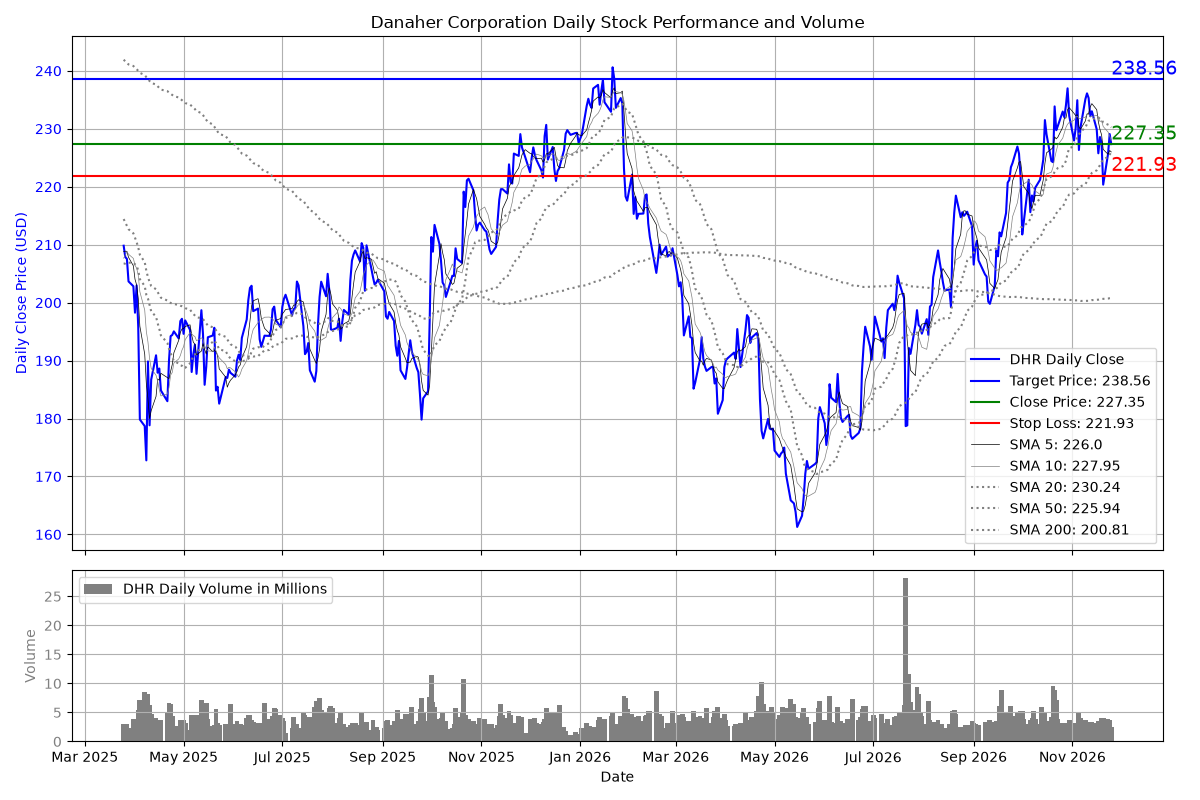 Danaher Corporation Daily Stock Performance and Volume
Daily Close Price (USD)
240
230
220
210
200
190
180
170
160
238.56
227.35
221.93
DHR Daily Close
Target Price: 238.56
Close Price: 227.35
Stop Loss: 221.93
SMA 5: 226.0
SMA 10: 227.95
SMA 20: 230.24
SMA 50: 225.94
SMA 200: 200.81
DHR Daily Volume in Millions
Volume
25
20
15
10
5
0
Mar 2025 May 2025 Jul 2025 Sep 2025 Nov 2025 Jan 2026 Mar 2026 May 2026 Jul 2026 Sep 2026 Nov 2026
Date